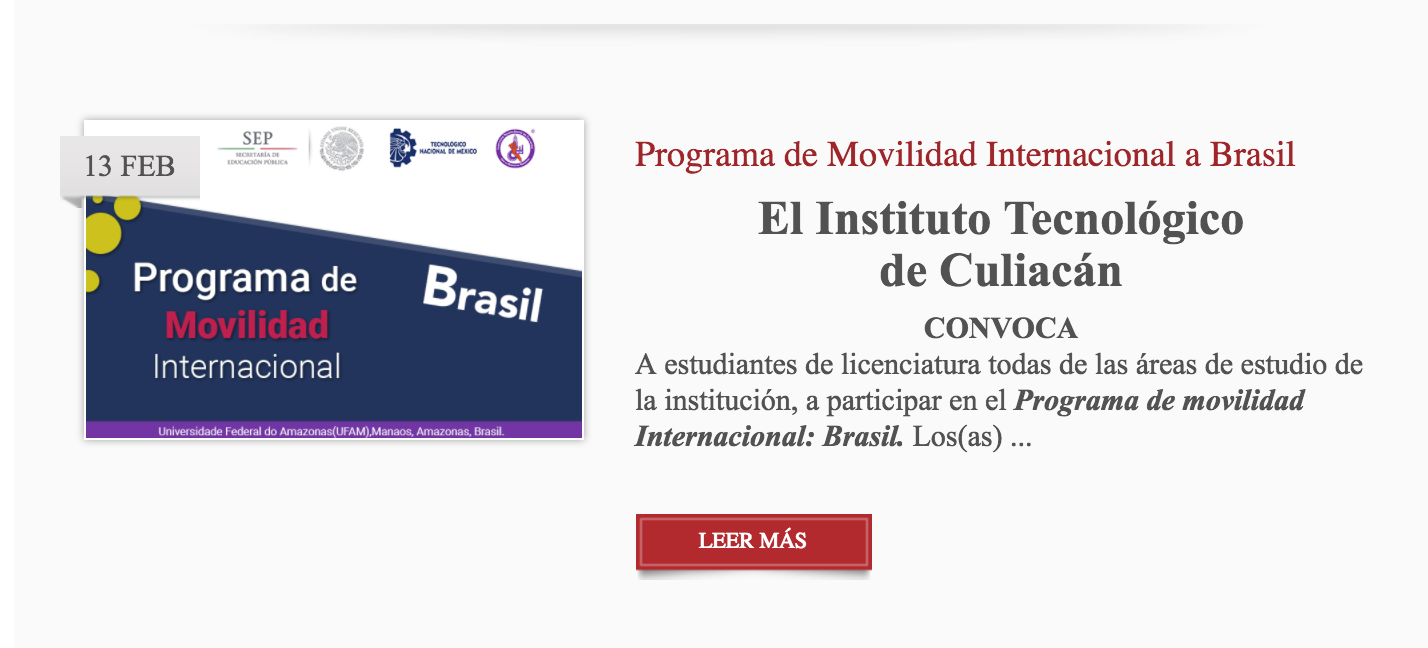 13 FEB
SEP
SECRETARÍA DE
EDUCACIÓN PÚBLICA
TECNOLÓGICO
NACIONAL DE MÉXICO
Programa de
Movilidad
Internacional
Brasil
Universidade Federal do Amazonas(UFAM),Manaos, Amazonas, Brasil.
Programa de Movilidad Internacional a Brasil
El Instituto Tecnológico
de Culiacán
CONVOCA
A estudiantes de licenciatura todas de las áreas de estudio de
la institución, a participar en el Programa de movilidad
Internacional: Brasil. Los(as) ...
LEER MÁS